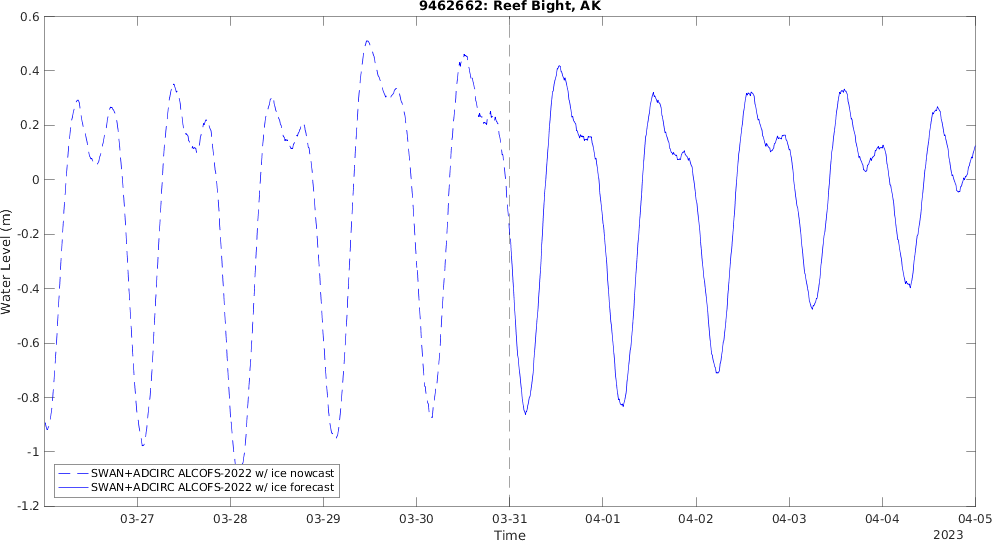 9462662: Reef Bight, AK
0.6
0.4
0.2
0
-0.2
-0.4
-0.6
-0.8
-1
-1.2
Water Level (m)
SWAN+ADCIRC ALCOFS-2022 w/ ice nowcast
SWAN+ADCIRC ALCOFS-2022 w/ ice forecast
03-27 03-28 03-29 03-30 03-31 04-01 04-02 04-03 04-04 04-05
Time
2023